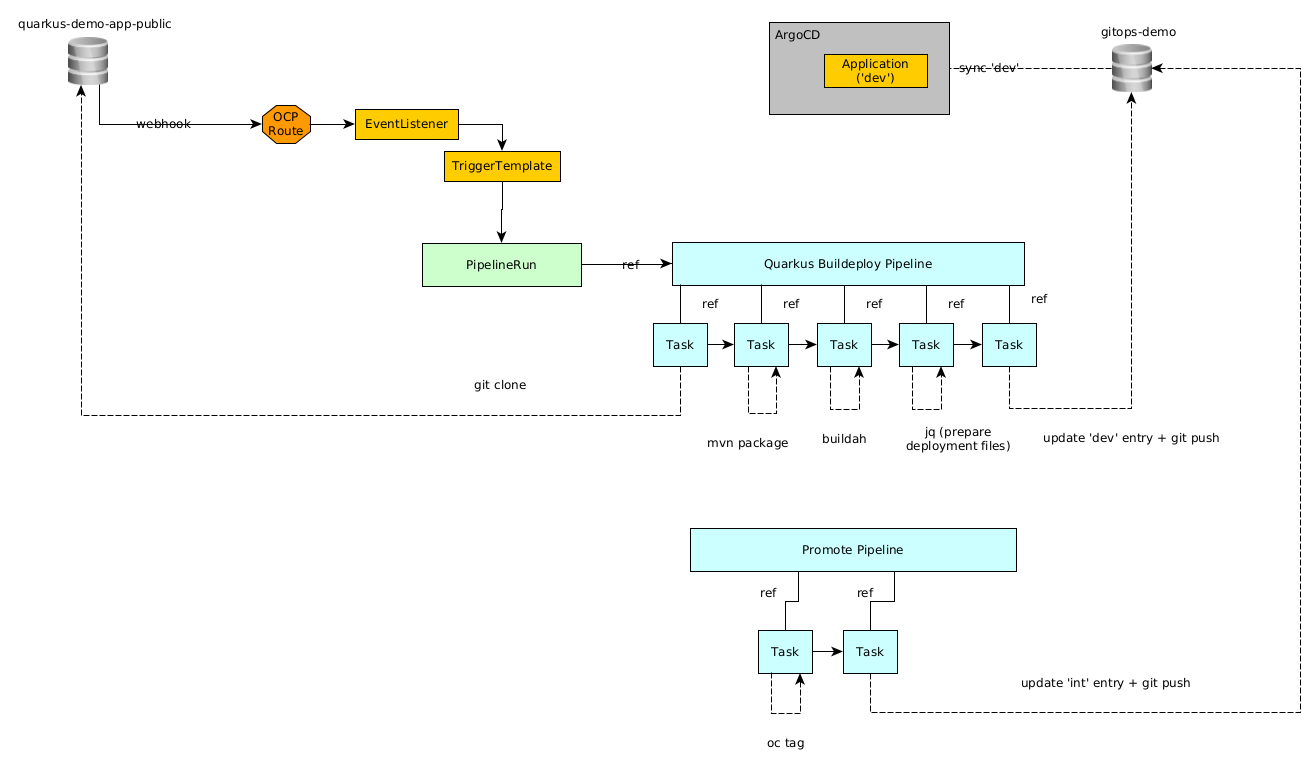 quarkus-demo-app-public
ArgoCD
gitops-demo
Application
('dev')
sync 'dev'
webhook
OCP
Route
EventListener
TriggerTemplate
PipelineRun
ref
Quarkus Buildeploy Pipeline
ref
ref
ref
ref
ref
Task
Task
Task
Task
Task
git clone
mvn package
buildah
jq (prepare
deployment files)
update 'dev' entry + git push
Promote Pipeline
ref
ref
Task
Task
update 'int' entry + git push
oc tag